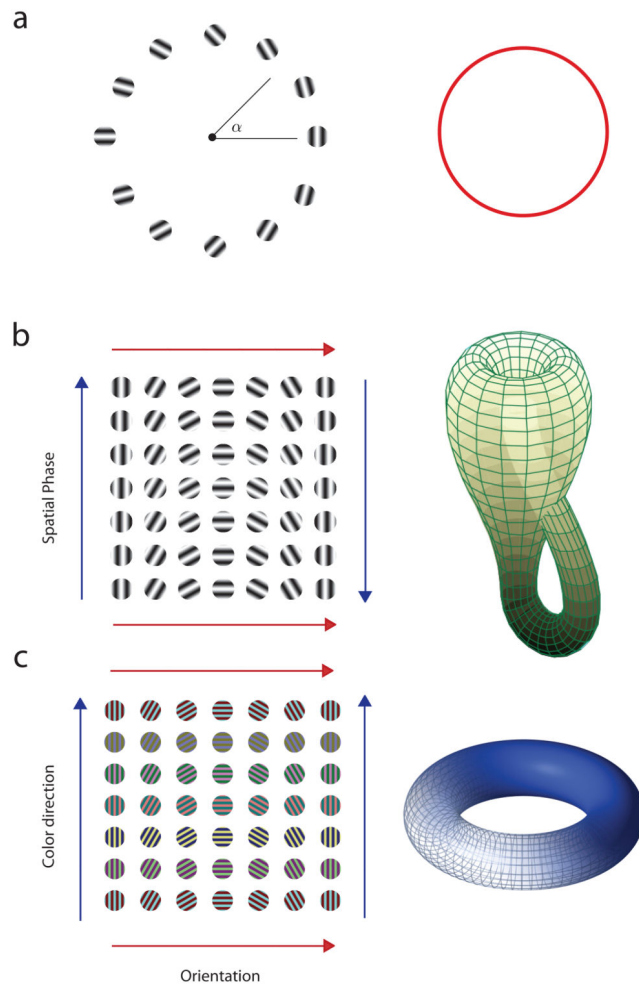 a
α
b
Spatial Phase
c
Color direction
Orientation